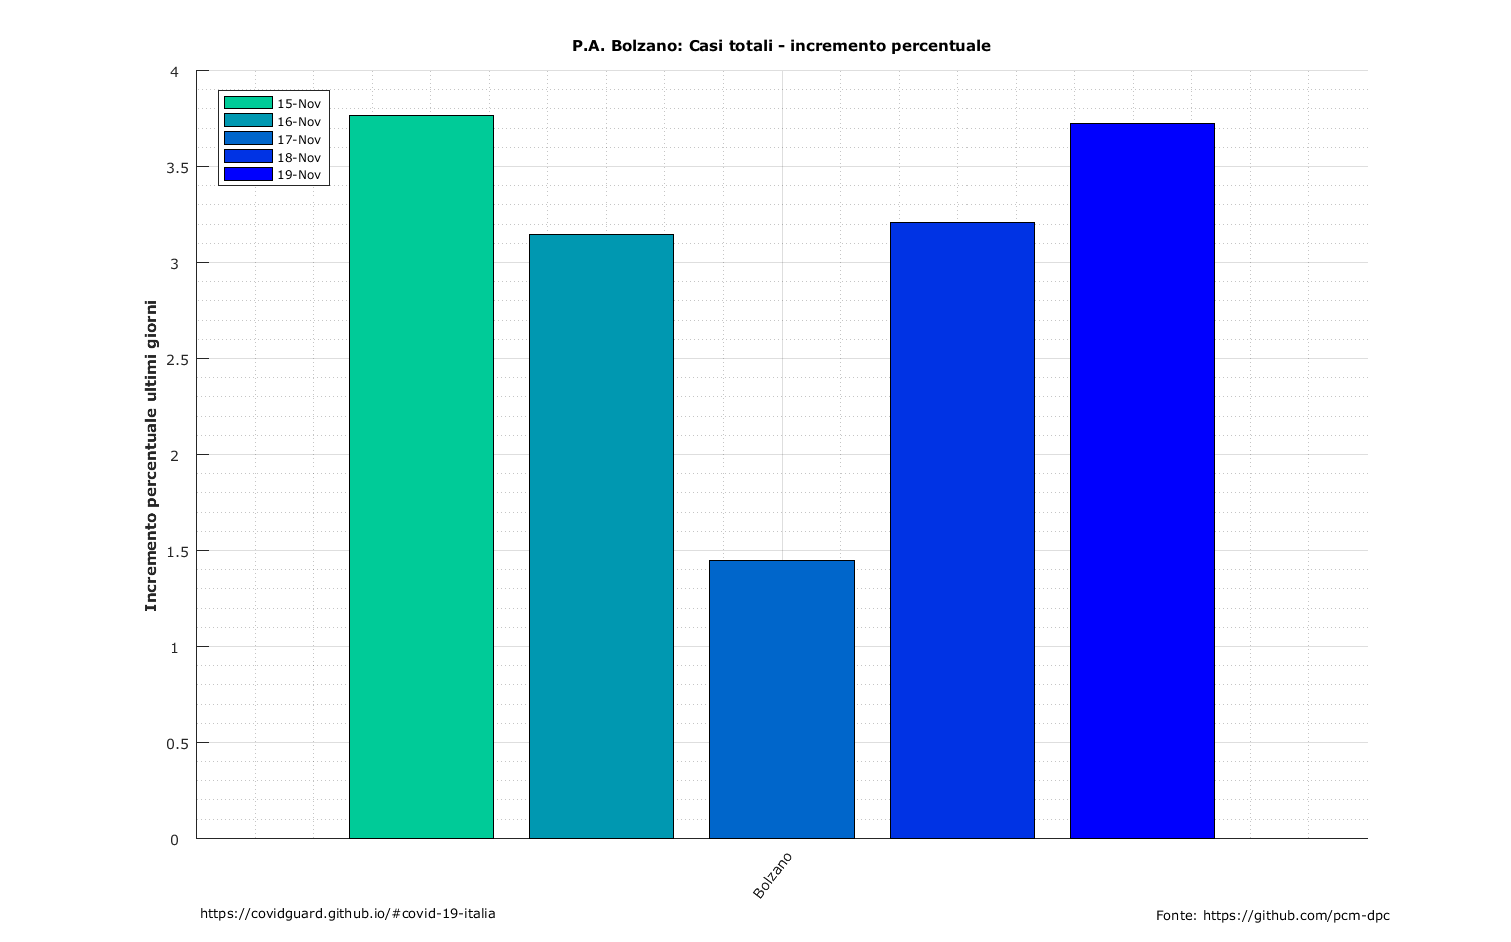 P.A. Bolzano: Casi totali - incremento percentuale
4
3.5
3
2.5
2
1.5
1
0.5
0
Incremento percentuale ultimi giorni
15-Nov
16-Nov
17-Nov
18-Nov
19-Nov
Bolzano
https://covidguard.github.io/#covid-19-italia
Fonte: https://github.com/pcm-dpc